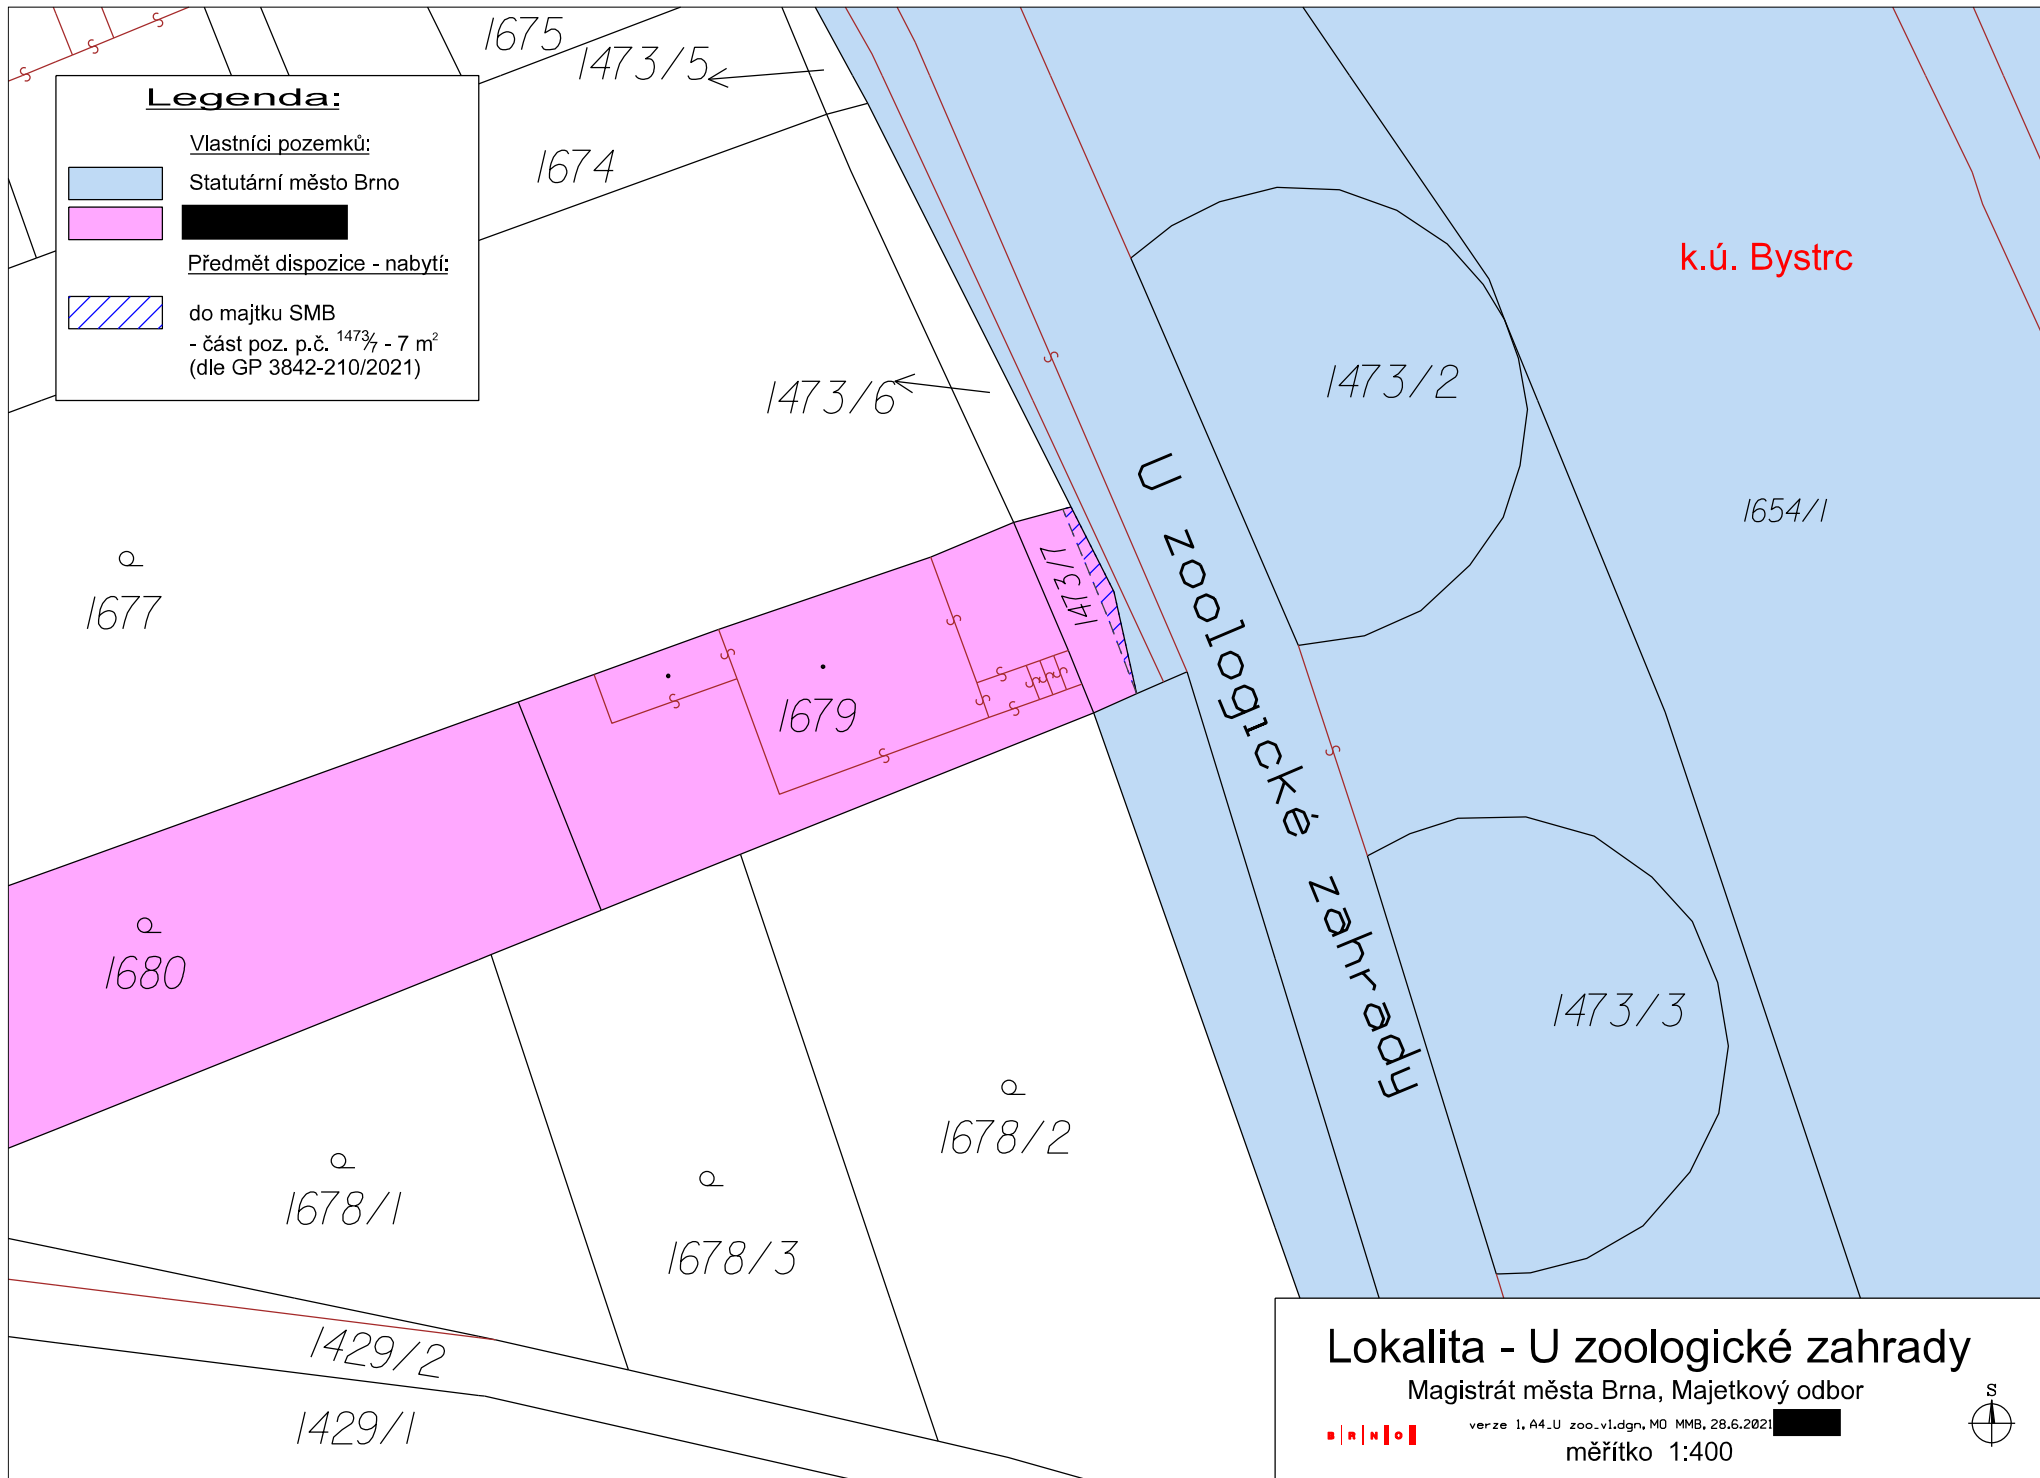 1675
1473/5
Legenda:
Vlastníci pozemků:
Statutární město Brno
Předmět dispozice - nabytí:
do majtku SMB
- část poz. p.č. 1473/7 - 7 m²
(dle GP 3842-210/2021)
1674
k.ú. Bystrc
1473/6
1473/2
1654/1
U zoologické zahrady
1473/7
1677
1679
1680
1473/3
1678/2
1678/1
1678/3
1429/2
1429/1
Lokalita - U zoologické zahrady
Magistrát města Brna, Majetkový odbor
verze 1, A4_U zoo_v1.dgn, MO MMB, 28.6.2021
BRNO
měřítko 1:400
S